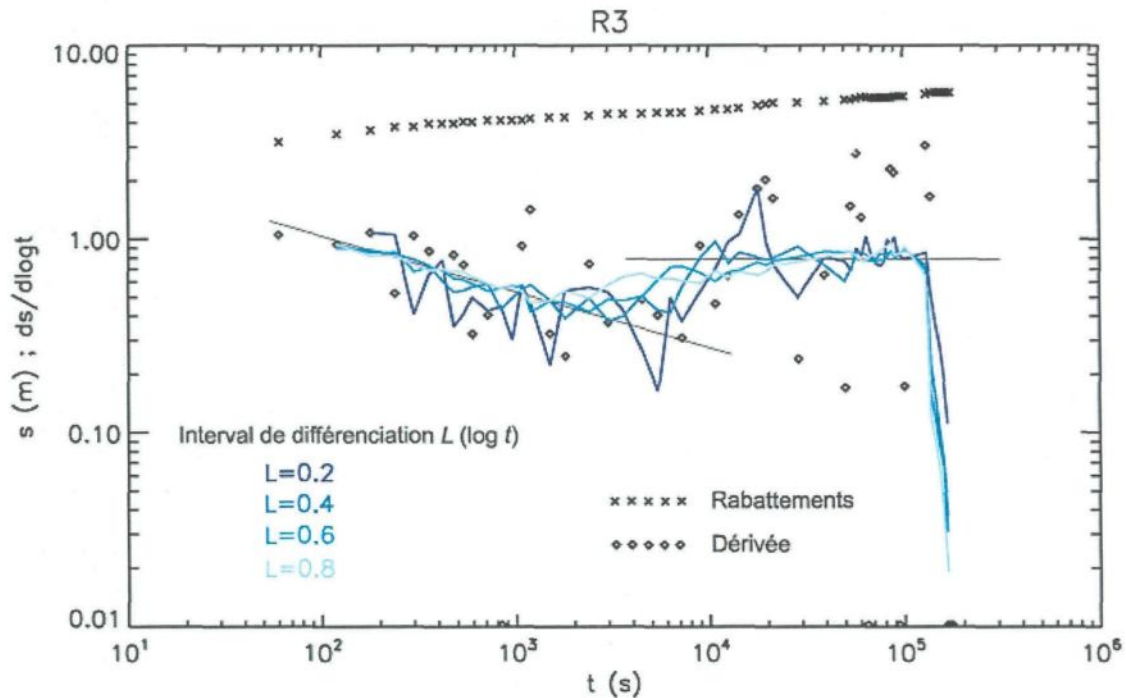 R3
10.00
1.00
0.10
0.01
s (m) ; ds/dlogt
Interval de différenciation L (log t)
L=0.2
L=0.4
L=0.6
L=0.8
Rabattements
Dérivée
10¹ 10² 10³ 10⁴ 10⁵ 10⁶
t (s)